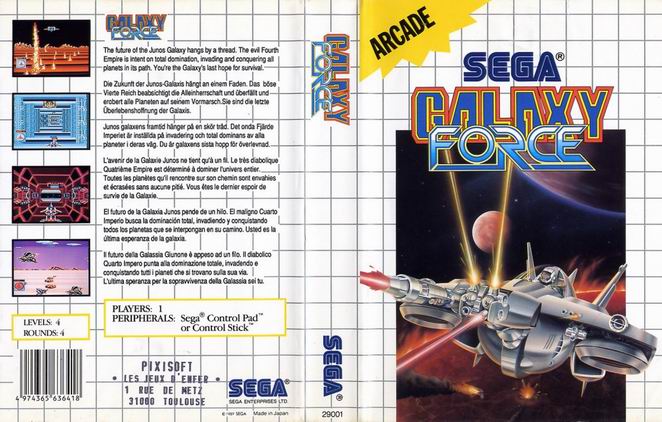 GALAXY
FORCE
The future of the Junos Galaxy hangs by a thread. The evil Fourth
Empire is intent on total domination, invading and conquering all
planets in its path. You're the Galaxy's last hope for survival.
Die Zukunft der Junos-Galaxis hängt an einem Faden. Das böse
Vierte Reich beabsichtigt die Alleinherrschaft und überfällt und
erobert alle Planeten auf seinem Vormarsch.Sie sind die letzte
Überlebenshoffnung der Galaxis.
Junos galaxens framtid hänger på en skör tråd. Det onda Fjärde
Imperiet är inställda på invadering och total dominans av alla
planeter i deras väg. Du är galaxens sista hopp för överlevnad.
L'avenir de la Galaxie Junos ne tient qu'à un fil. Le très diabolique
Quatrième Empire est déterminé à dominer l'univers entier.
Toutes les planètes qu'il rencontre sur son chemin sont envahies
et écrasées sans aucune pitié. Vous êtes le dernier espoir de
survie de la Galaxie.
El futuro de la Galaxia Junos pende de un hilo. El maligno Cuarto
Imperio busca la dominación total, invadiendo y conquistando
todos los planetas que se interpongan en su camino. Usted es la
última esperanza de la galaxia.
Il futuro della Galassia Giunone è appeso ad un filo. Il diabolico
Quarto Impero punta alla dominazione totale, invadendo e
conquistando tutti i pianeti che si trovano sulla sua via.
L'ultima speranza per la sopravvivenza della Galassia sei tu.
PLAYERS: 1
PERIPHERALS: Sega® Control Pad™
or Control Stick™
LEVELS: 4
ROUNDS: 4
4 974365 636418
PIXISOFT
• LES JEUX D'ENFER •
1 RUE DE METZ
31000 TOULOUSE
SEGA®
SEGA ENTERPRISES LTD.
© 1989 SEGA Made in Japan
GALAXY
FORCE
SEGA®
29001
ARCADE
SEGA®
GALAXY
FORCE